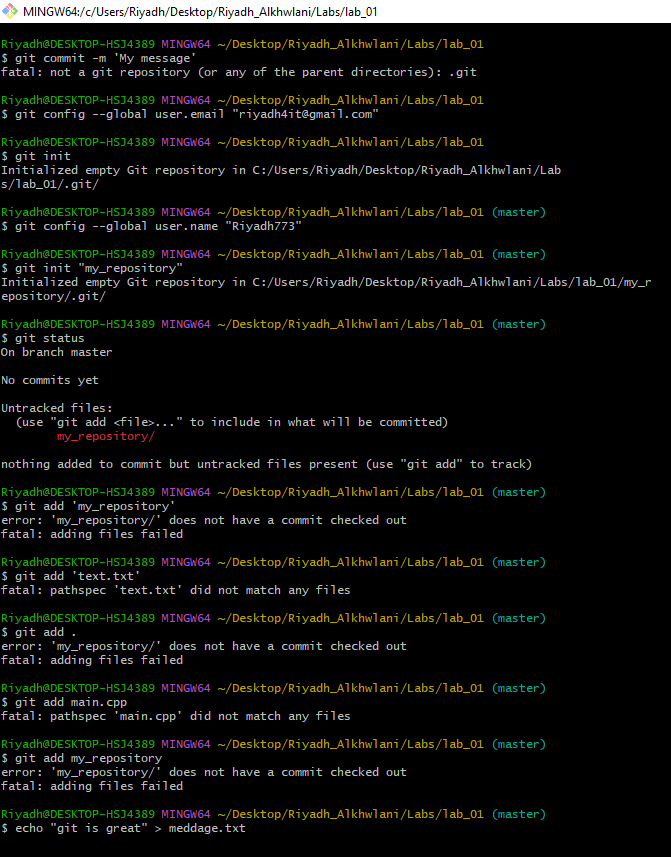 MINGW64:/c/Users/Riyadh/Desktop/Riyadh_Alkhwlani/Labs/lab_01
Riyadh@DESKTOP-HSJ4389 MINGW64 ~/Desktop/Riyadh_Alkhwlani/Labs/lab_01
$ git commit -m 'My message'
fatal: not a git repository (or any of the parent directories): .git
Riyadh@DESKTOP-HSJ4389 MINGW64 ~/Desktop/Riyadh_Alkhwlani/Labs/lab_01
$ git config --global user.email "riyadh4it@gmail.com"
Riyadh@DESKTOP-HSJ4389 MINGW64 ~/Desktop/Riyadh_Alkhwlani/Labs/lab_01
$ git init
Initialized empty Git repository in C:/Users/Riyadh/Desktop/Riyadh_Alkhwlani/Lab
s/lab_01/.git/
Riyadh@DESKTOP-HSJ4389 MINGW64 ~/Desktop/Riyadh_Alkhwlani/Labs/lab_01 (master)
$ git config --global user.name "Riyadh773"
Riyadh@DESKTOP-HSJ4389 MINGW64 ~/Desktop/Riyadh_Alkhwlani/Labs/lab_01 (master)
$ git init "my_repository"
Initialized empty Git repository in C:/Users/Riyadh/Desktop/Riyadh_Alkhwlani/Labs/lab_01/my_r
epository/.git/
Riyadh@DESKTOP-HSJ4389 MINGW64 ~/Desktop/Riyadh_Alkhwlani/Labs/lab_01 (master)
$ git status
On branch master
No commits yet
Untracked files:
  (use "git add <file>..." to include in what will be committed)
        my_repository/
nothing added to commit but untracked files present (use "git add" to track)
Riyadh@DESKTOP-HSJ4389 MINGW64 ~/Desktop/Riyadh_Alkhwlani/Labs/lab_01 (master)
$ git add 'my_repository'
error: 'my_repository/' does not have a commit checked out
fatal: adding files failed
Riyadh@DESKTOP-HSJ4389 MINGW64 ~/Desktop/Riyadh_Alkhwlani/Labs/lab_01 (master)
$ git add 'text.txt'
fatal: pathspec 'text.txt' did not match any files
Riyadh@DESKTOP-HSJ4389 MINGW64 ~/Desktop/Riyadh_Alkhwlani/Labs/lab_01 (master)
$ git add .
error: 'my_repository/' does not have a commit checked out
fatal: adding files failed
Riyadh@DESKTOP-HSJ4389 MINGW64 ~/Desktop/Riyadh_Alkhwlani/Labs/lab_01 (master)
$ git add main.cpp
fatal: pathspec 'main.cpp' did not match any files
Riyadh@DESKTOP-HSJ4389 MINGW64 ~/Desktop/Riyadh_Alkhwlani/Labs/lab_01 (master)
$ git add my_repository
error: 'my_repository/' does not have a commit checked out
fatal: adding files failed
Riyadh@DESKTOP-HSJ4389 MINGW64 ~/Desktop/Riyadh_Alkhwlani/Labs/lab_01 (master)
$ echo "git is great" > meddage.txt